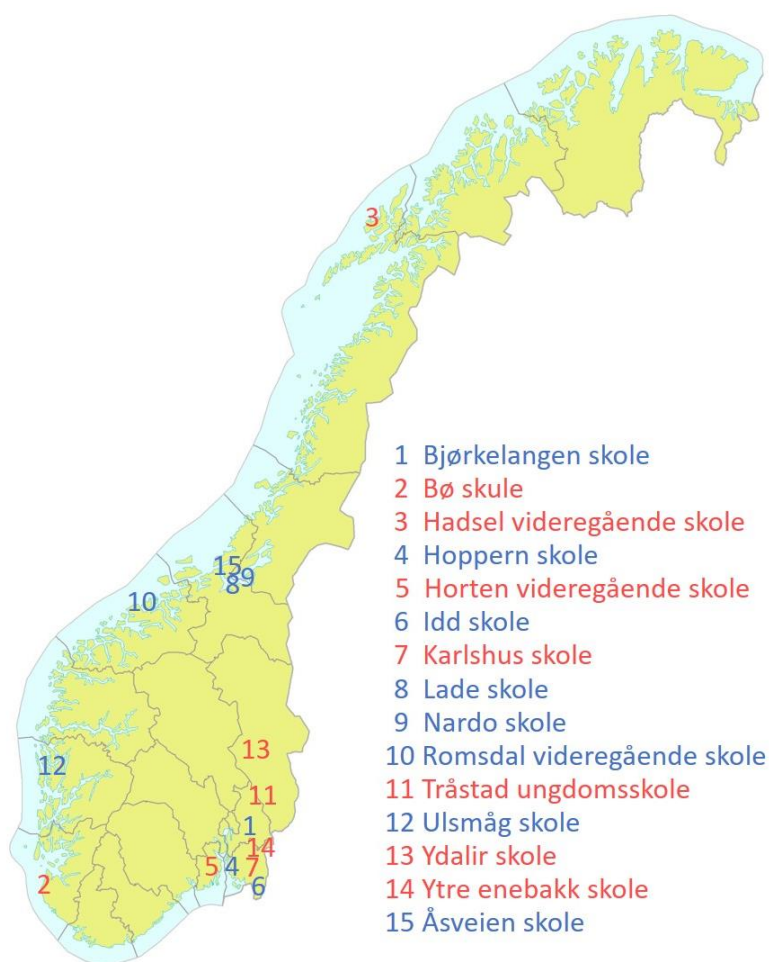 3
15
89
10
13
12
11
1
14
5 4 7
2
6
1 Bjørkelangen skole
2 Bø skule
3 Hadsel videregående skole
4 Hoppern skole
5 Horten videregående skole
6 Idd skole
7 Karlshus skole
8 Lade skole
9 Nardo skole
10 Romsdal videregående skole
11 Tråstad ungdomsskole
12 Ulsmåg skole
13 Ydalir skole
14 Ytre enebakk skole
15 Åsveien skole